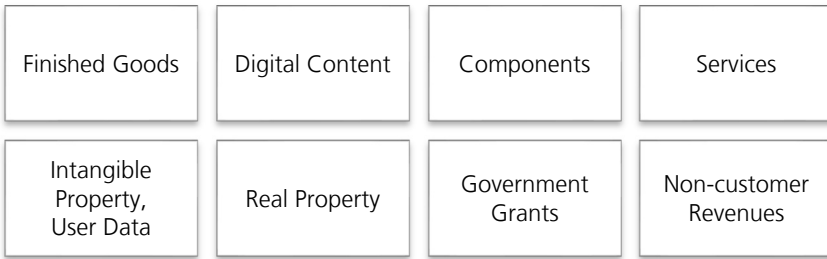 Finished Goods
Digital Content
Components
Services
Intangible
Property,
User Data
Real Property
Government
Grants
Non-customer
Revenues